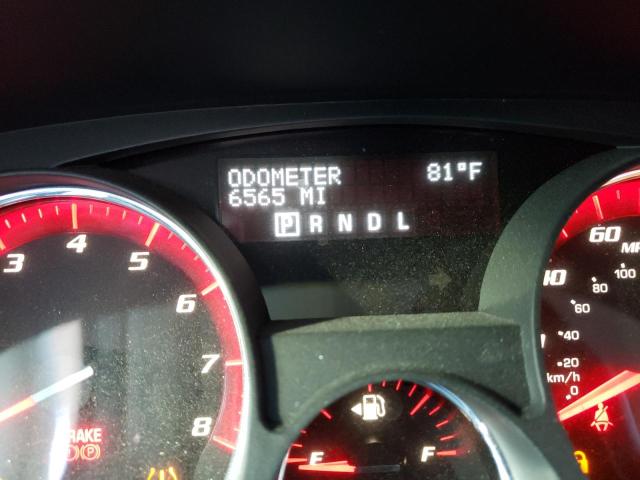 ODOMETER 81°F
6565 MI
P R N D L
3 4 5 6 7 8
BRAKE
(P)
E F
10 60
100
80
60
40
20
0
km/h